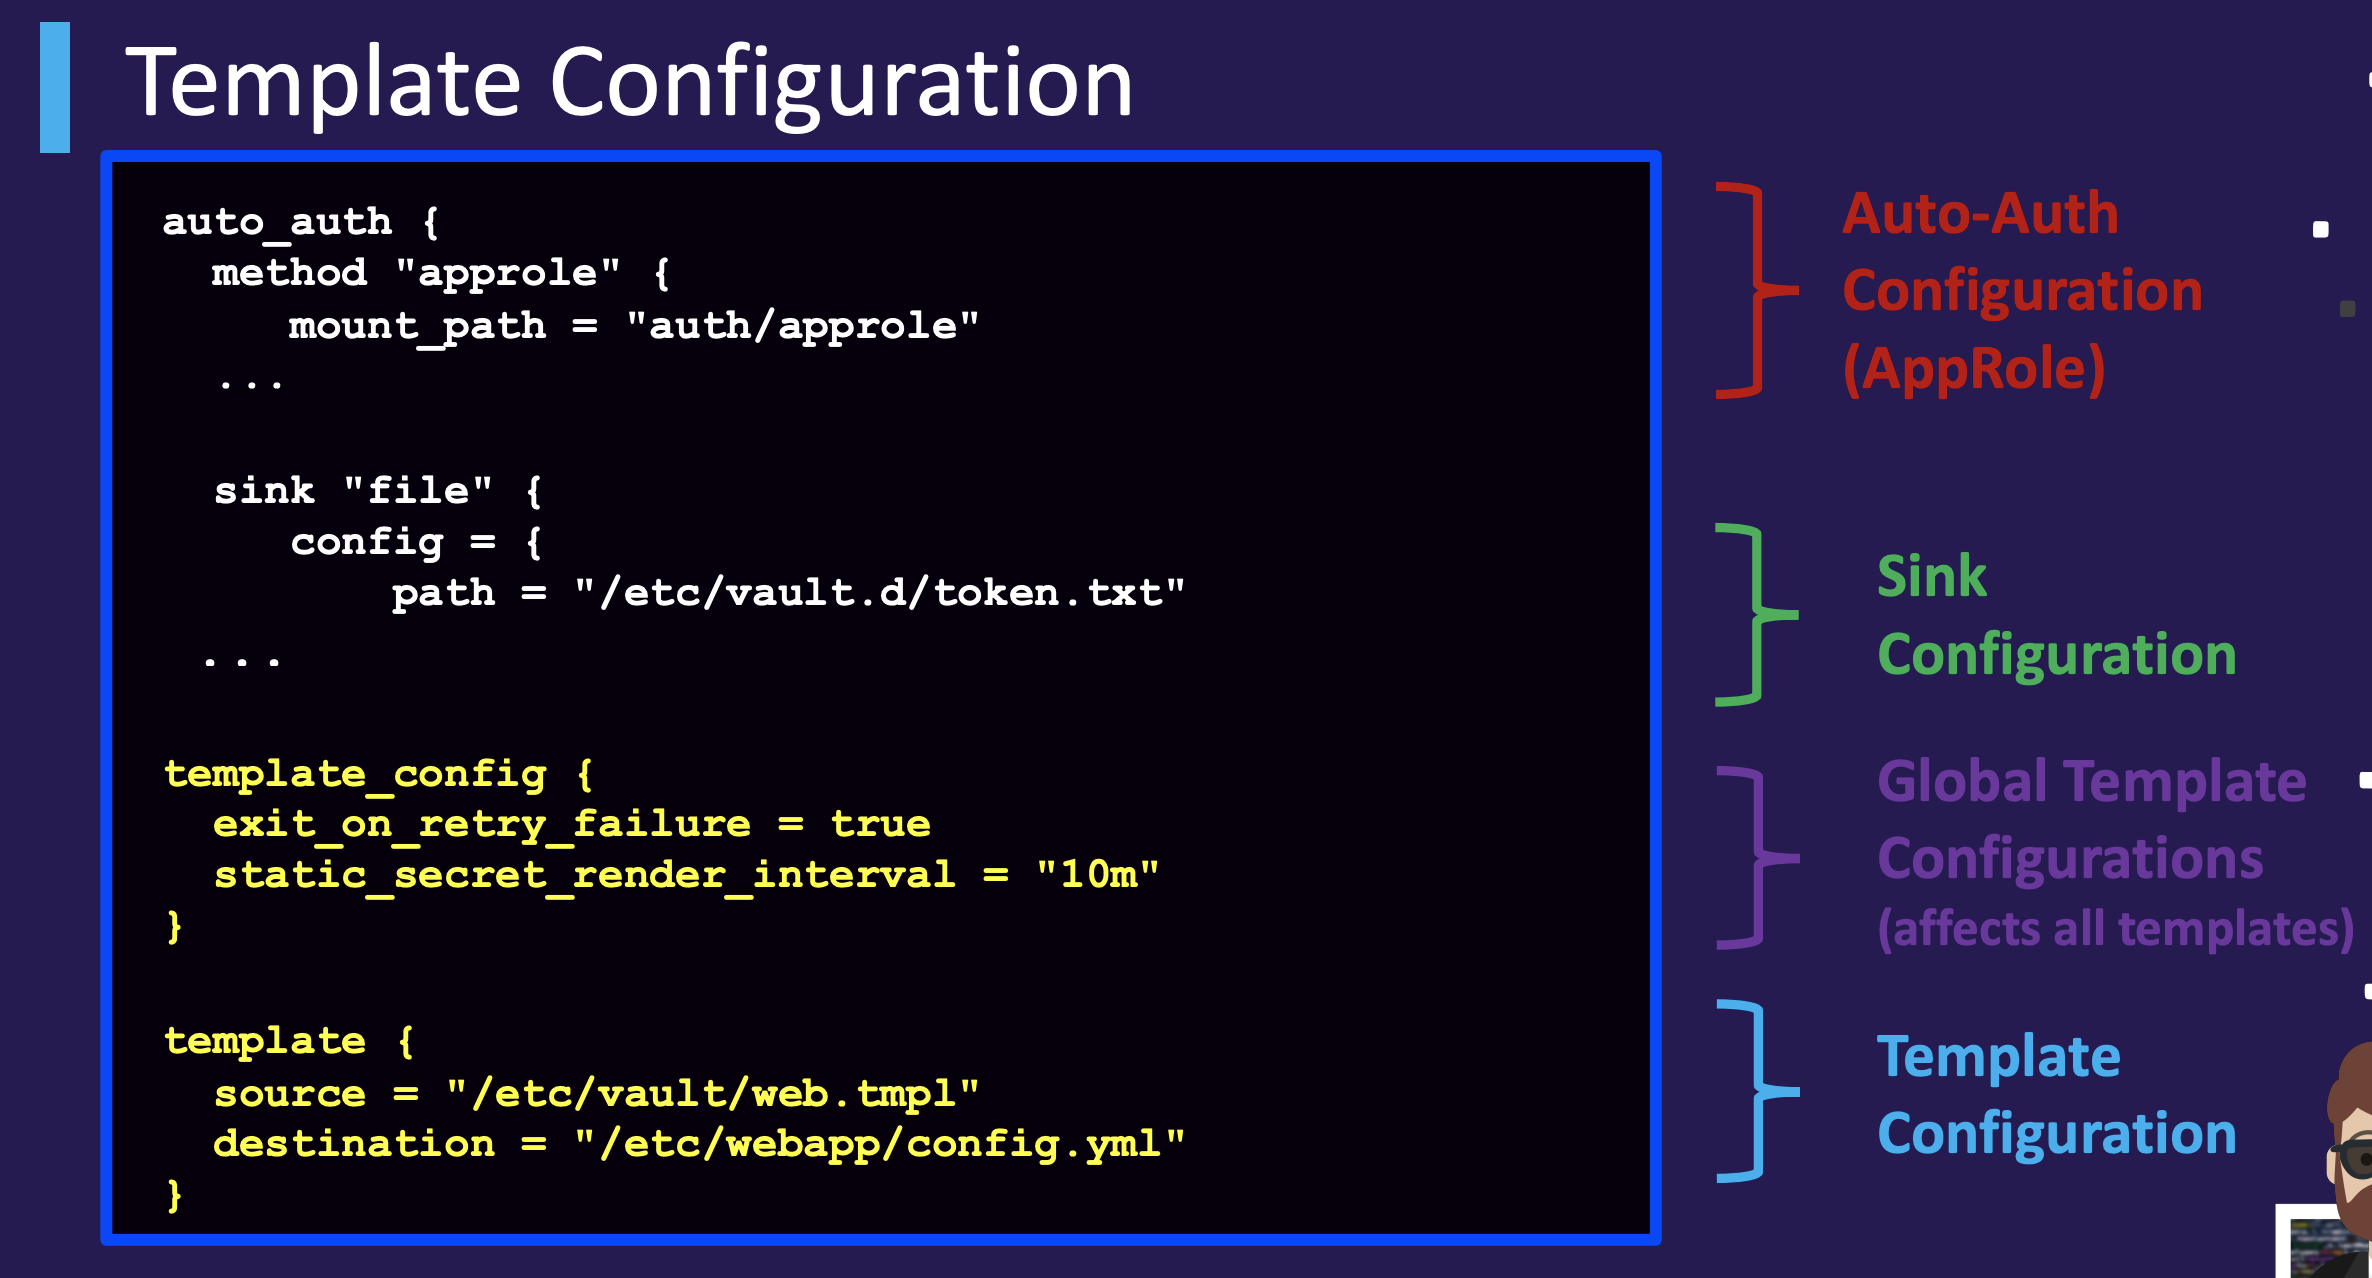 Template Configuration
auto_auth {
method "approle" {
mount_path = "auth/approle"
...
sink "file" {
config = {
path = "/etc/vault.d/token.txt"
...
template_config {
exit_on_retry_failure = true
static_secret_render_interval = "10m"
}
template {
source = "/etc/vault/web.tmpl"
destination = "/etc/webapp/config.yml"
}
Auto-Auth
Configuration
(AppRole)
Sink
Configuration
Global Template
Configurations
(affects all templates)
Template
Configuration